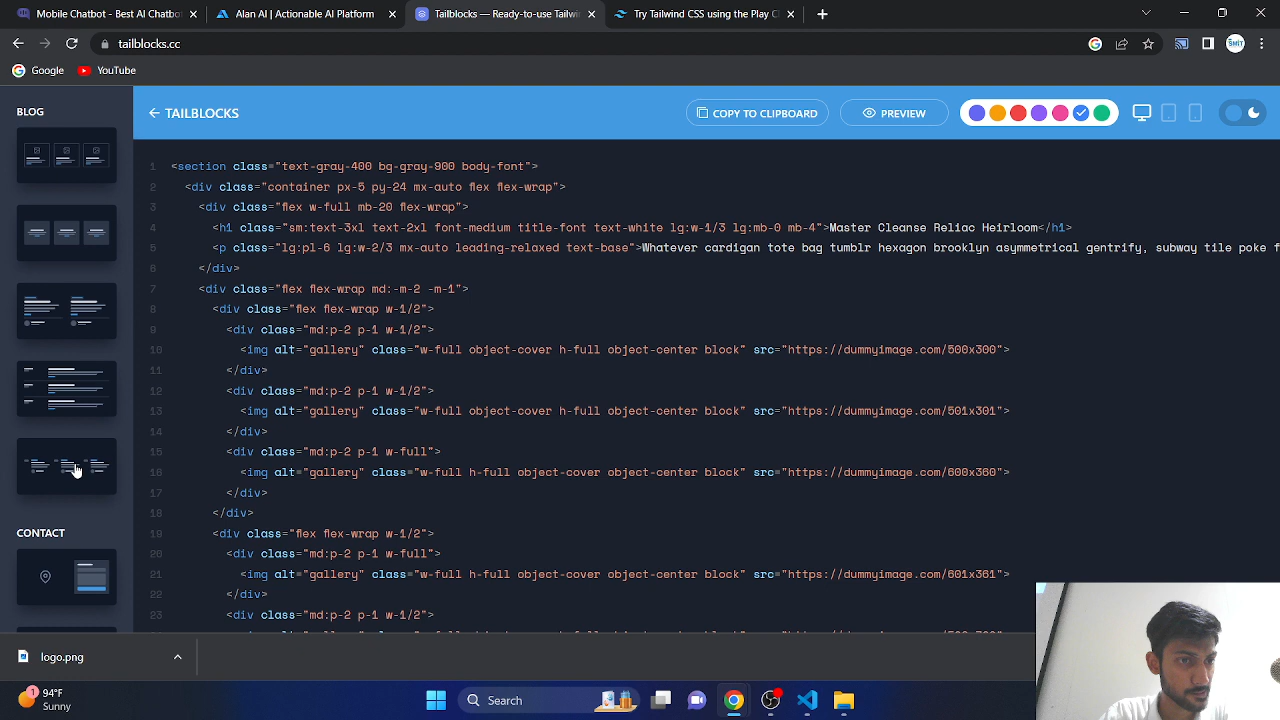 Mobile Chatbot - Best AI Chatbot
Alan AI | Actionable AI Platform
Tailblocks — Ready-to-use Tailwin
Try Tailwind CSS using the Play C
tailblocks.cc
Google
YouTube
BLOG
TAILBLOCKS
COPY TO CLIPBOARD
PREVIEW
1 <section class="text-gray-400 bg-gray-900 body-font">
2 <div class="container px-5 py-24 mx-auto flex flex-wrap">
3 <div class="flex w-full mb-20 flex-wrap">
4 <h1 class="sm:text-3xl text-2xl font-medium title-font text-white lg:w-1/3 lg:mb-0 mb-4">Master Cleanse Reliac Heirloom</h1>
5 <p class="lg:pl-6 lg:w-2/3 mx-auto leading-relaxed text-base">Whatever cardigan tote bag tumblr hexagon brooklyn asymmetrical gentrify, subway tile poke f
6 </div>
7 <div class="flex flex-wrap md:-m-2 -m-1">
8 <div class="flex flex-wrap w-1/2">
9 <div class="md:p-2 p-1 w-1/2">
10 <img alt="gallery" class="w-full object-cover h-full object-center block" src="https://dummyimage.com/500x300">
11 </div>
12 <div class="md:p-2 p-1 w-1/2">
13 <img alt="gallery" class="w-full object-cover h-full object-center block" src="https://dummyimage.com/501x301">
14 </div>
15 <div class="md:p-2 p-1 w-full">
16 <img alt="gallery" class="w-full h-full object-cover object-center block" src="https://dummyimage.com/600x360">
17 </div>
18 </div>
19 <div class="flex flex-wrap w-1/2">
20 <div class="md:p-2 p-1 w-full">
21 <img alt="gallery" class="w-full h-full object-cover object-center block" src="https://dummyimage.com/601x361">
22 </div>
23 <div class="md:p-2 p-1 w-1/2">
CONTACT
logo.png
1
94°F
Sunny
Search